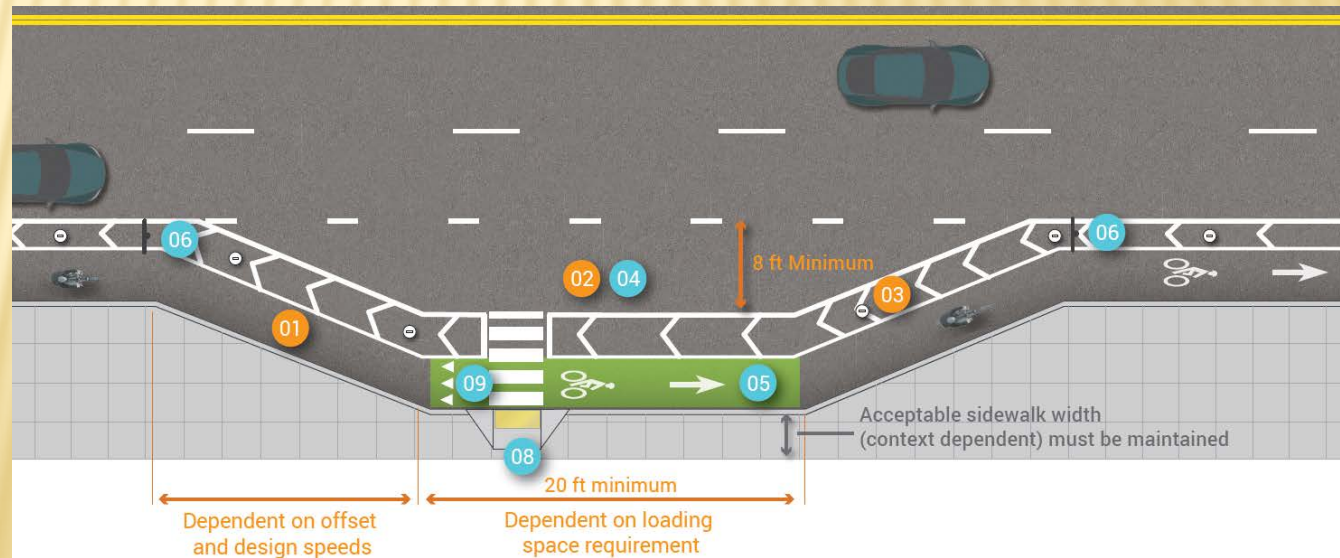 06
06
02
04
8 ft Minimum
03
01
09
05
Acceptable sidewalk width
(context dependent) must be maintained
08
20 ft minimum
Dependent on offset
and design speeds
Dependent on loading
space requirement